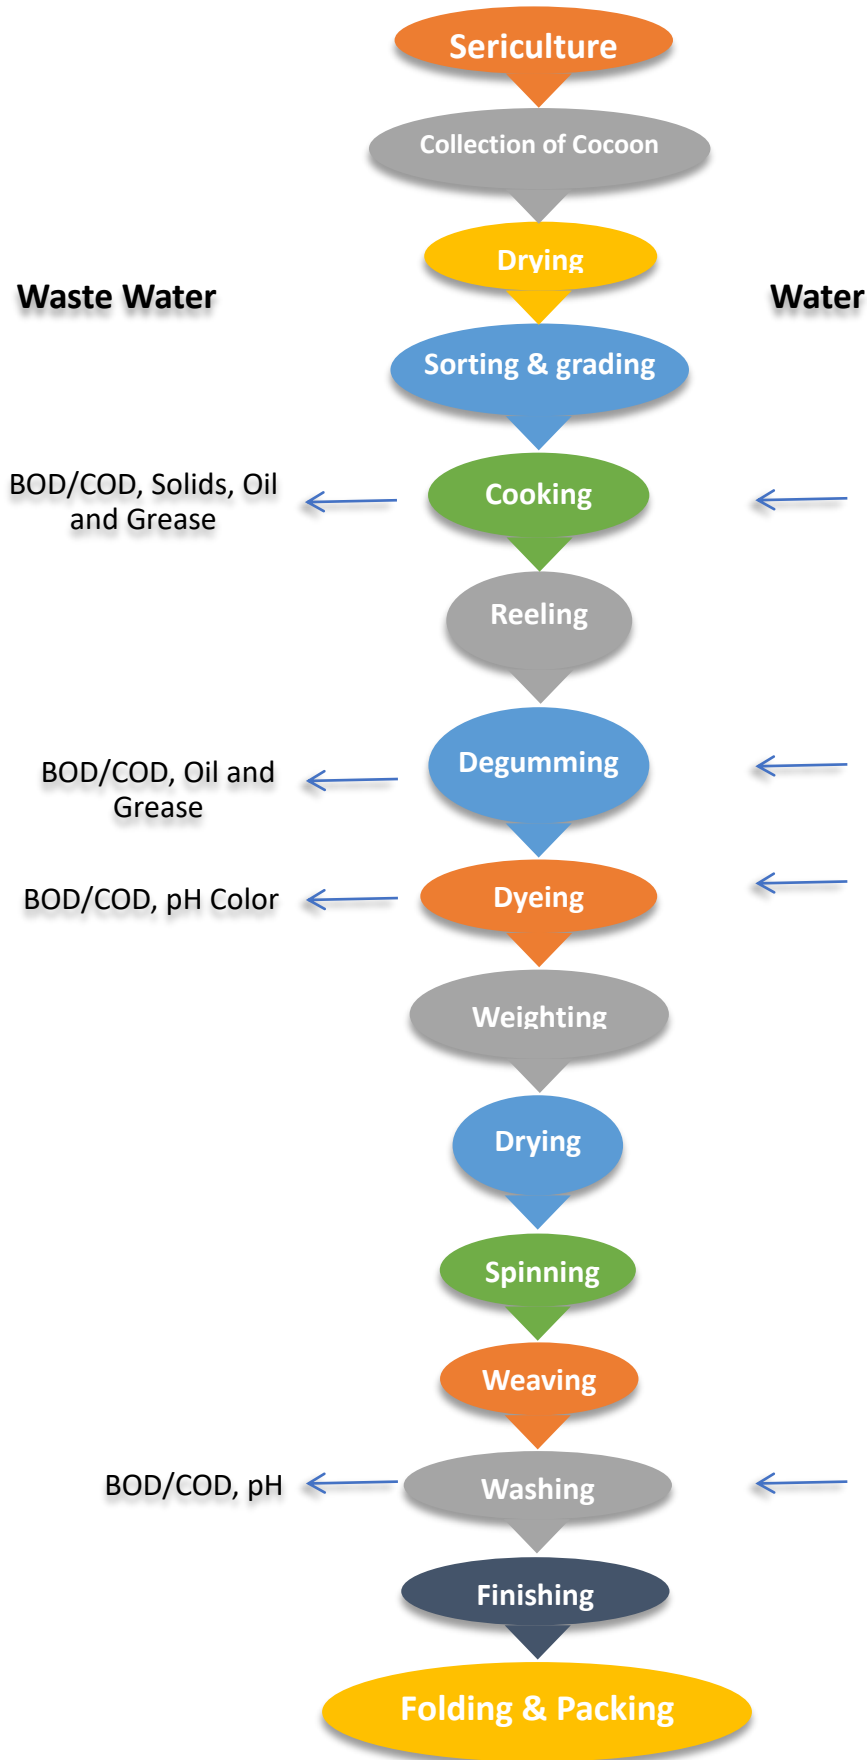 Sericulture
Collection of Cocoon
Drying
Waste Water
Water
Sorting & grading
BOD/COD, Solids, Oil
and Grease
Cooking
Reeling
BOD/COD, Oil and
Grease
Degumming
BOD/COD, pH Color
Dyeing
Weighting
Drying
Spinning
Weaving
BOD/COD, pH
Washing
Finishing
Folding & Packing